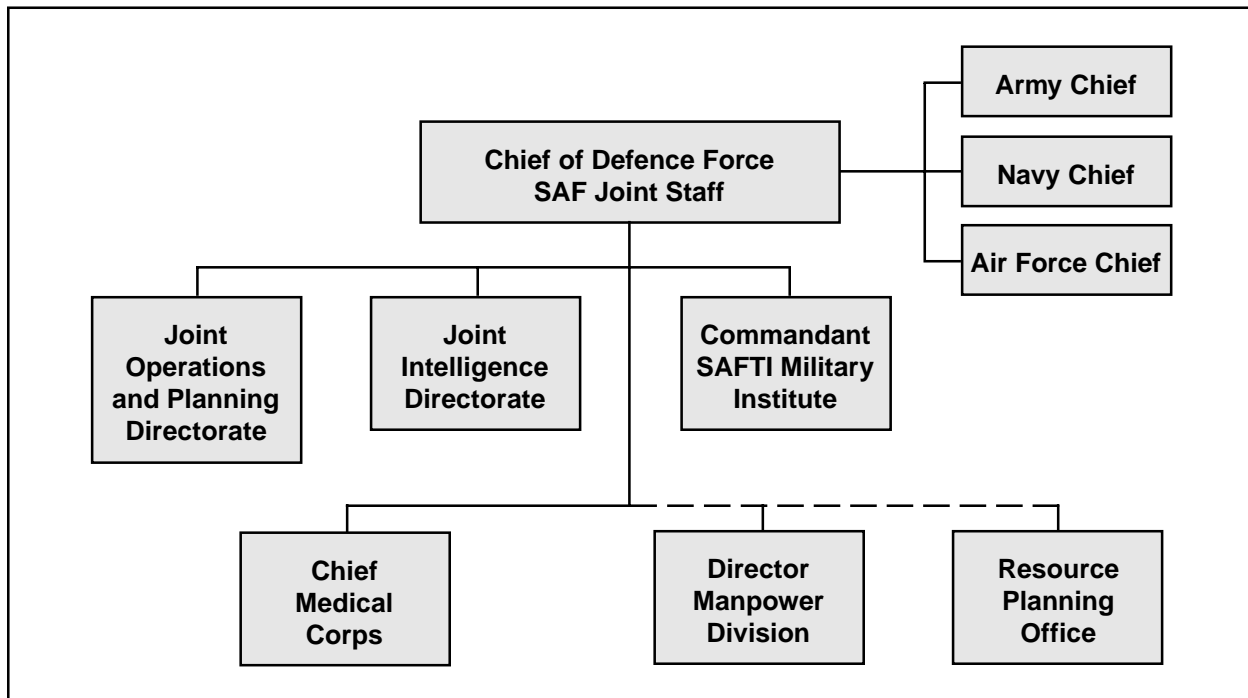 Army Chief
Chief of Defence Force
SAF Joint Staff
Navy Chief
Air Force Chief
Joint
Operations
and Planning
Directorate
Joint
Intelligence
Directorate
Commandant
SAFTI Military
Institute
Chief
Medical
Corps
Director
Manpower
Division
Resource
Planning
Office